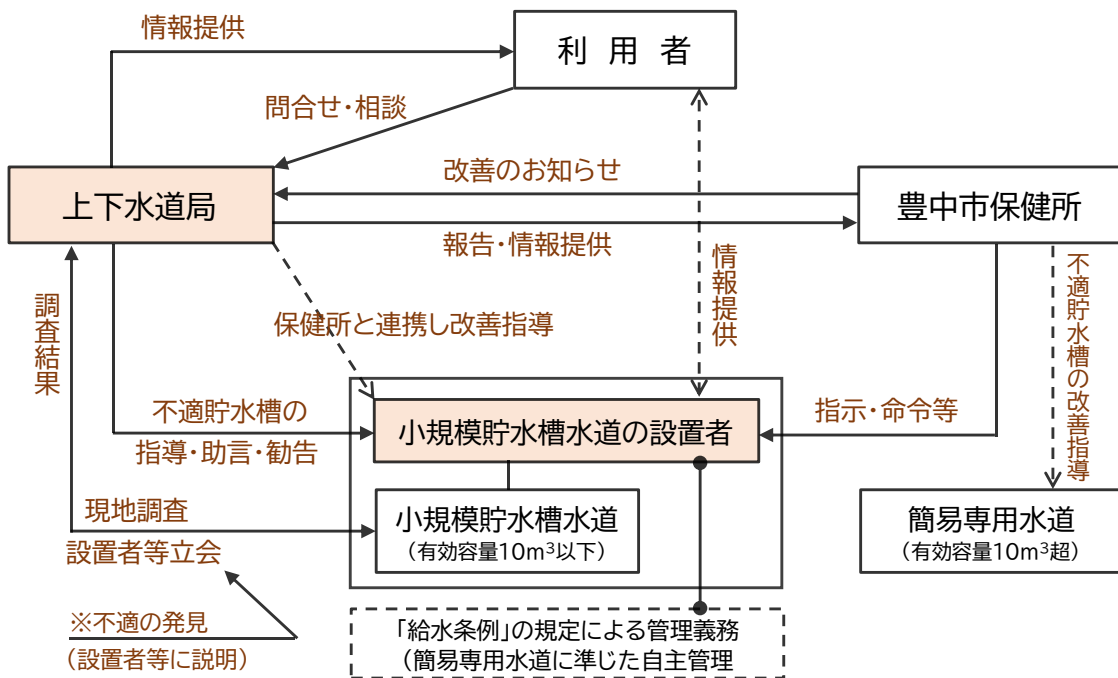 情報提供
利用者
問合せ・相談
改善のお知らせ
上下水道局
豊中市保健所
報告・情報提供
情報提供
不適貯水槽の改善指導
調査結果
保健所と連携し改善指導
不適貯水槽の
指導・助言・勧告
小規模貯水槽水道の設置者
指示・命令等
現地調査
設置者等立会
小規模貯水槽水道
（有効容量10m³以下）
簡易専用水道
（有効容量10m³超）
※不適の発見
（設置者等に説明）
「給水条例」の規定による管理義務
（簡易専用水道に準じた自主管理